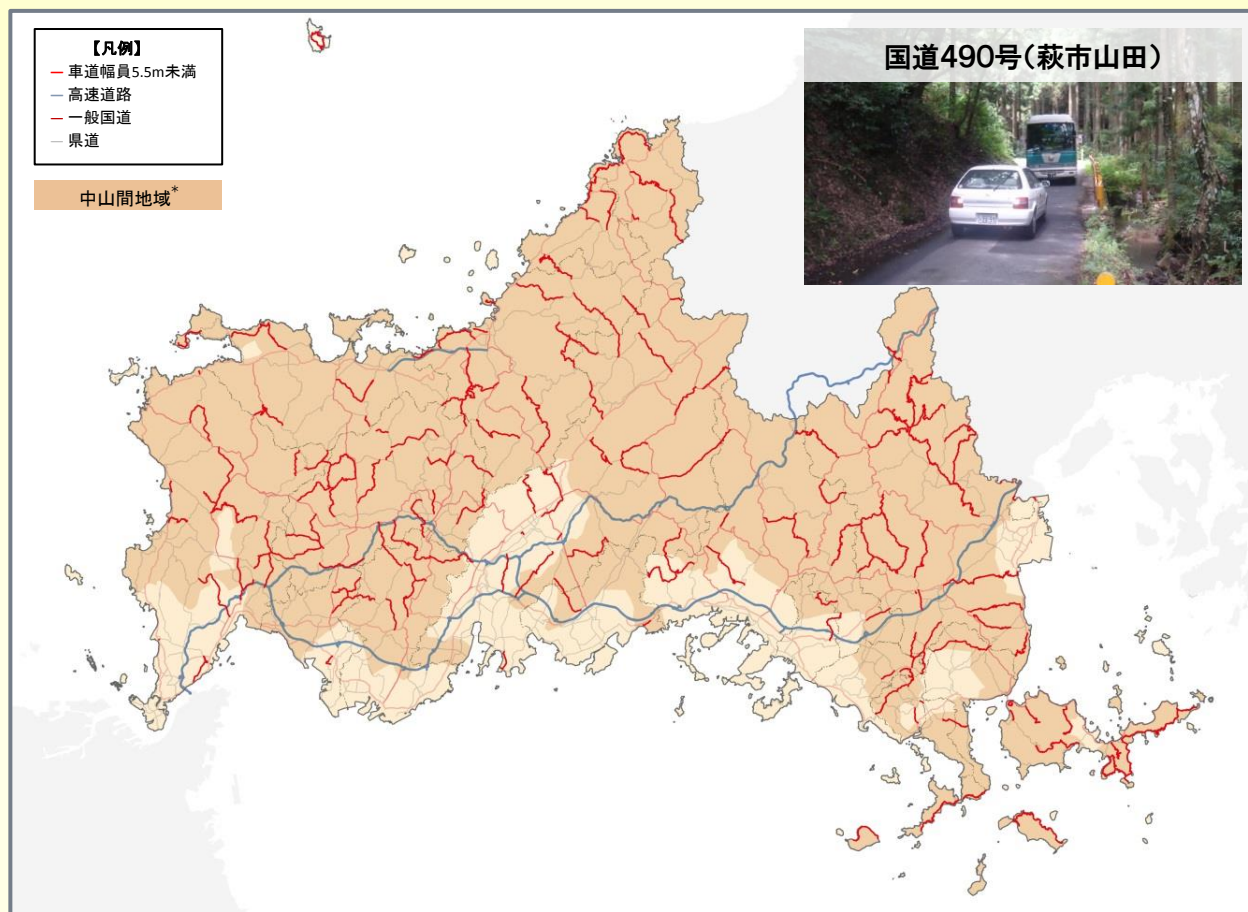 【凡例】
車道幅員5.5m未満
高速道路
一般国道
県道
中山間地域*
国道490号(萩市山田)